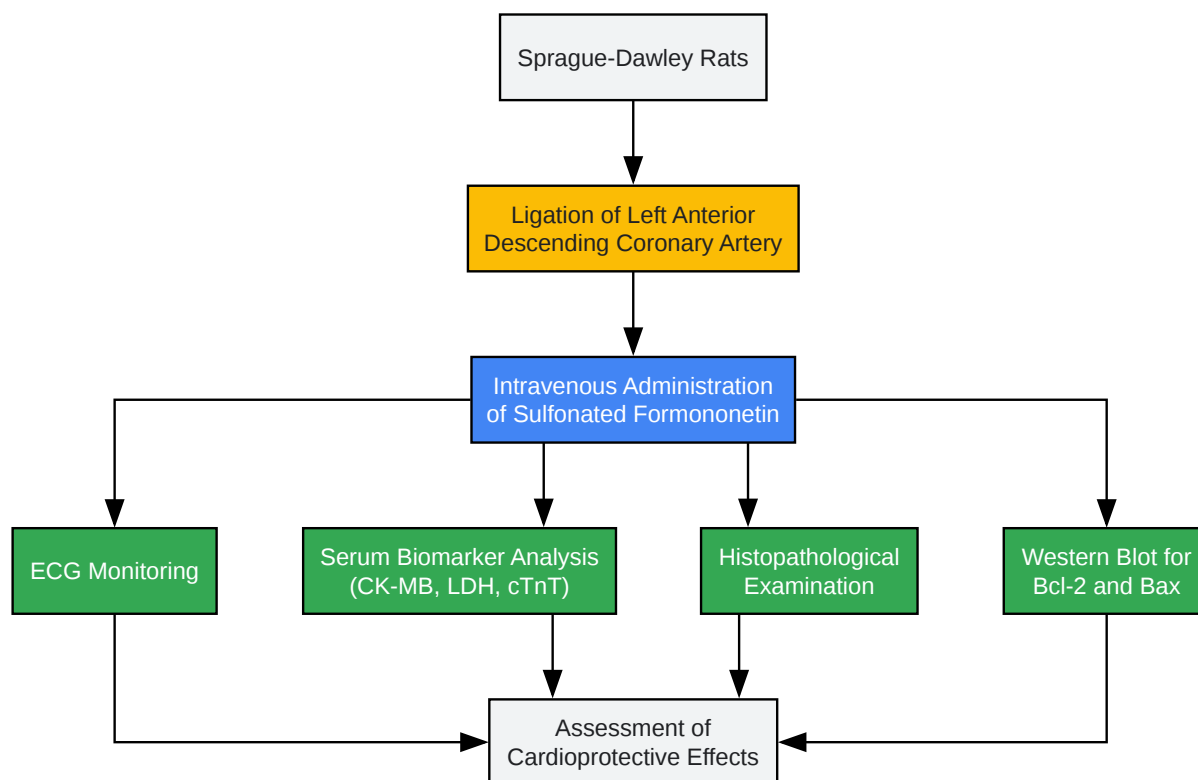 Sprague-Dawley Rats
Ligation of Left Anterior
Descending Coronary Artery
Intravenous Administration
of Sulfonated Formononetin
ECG Monitoring
Serum Biomarker Analysis
(CK-MB, LDH, cTnT)
Histopathological
Examination
Western Blot for
Bcl-2 and Bax
Assessment of
Cardioprotective Effects